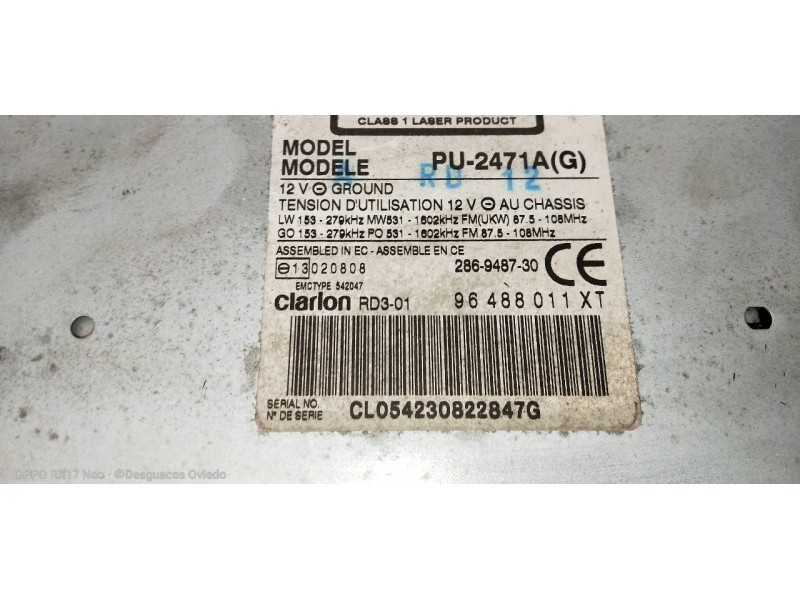 CLASS 1 LASER PRODUCT
MODEL
MODELE PU-2471A(G)
A RD 12
12 V ⊖ GROUND
TENSION D'UTILISATION 12 V ⊖ AU CHASSIS
LW 153 - 279kHz MW531 - 1602kHz FM(UKW) 87.5 - 108MHz
GO 153 - 279kHz PO 531 - 1602kHz FM 87.5 - 108MHz
ASSEMBLED IN EC - ASSEMBLE EN CE
⊖13 020808 286-9487-30 CE
EMCTYPE 542047
clarion RD3-01 96 488 011 XT
SERIAL NO.
N° DE SERIE CL054230822847G
OPPO RX17 Neo · ©Desguaces Oviedo